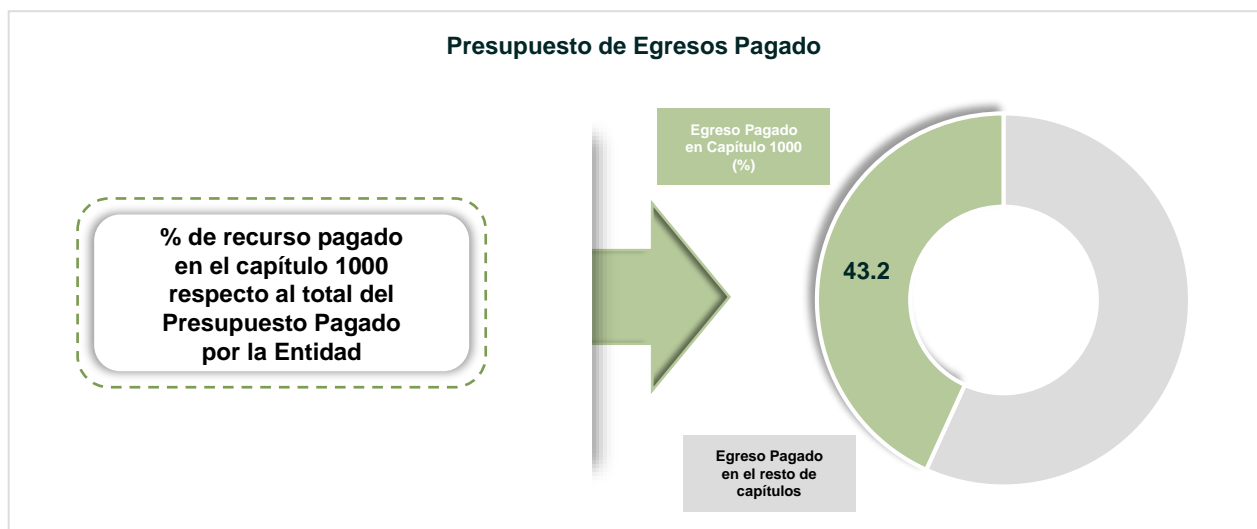 Presupuesto de Egresos Pagado
Egreso Pagado
en Capítulo 1000
(%)
% de recurso pagado
en el capítulo 1000
respecto al total del
Presupuesto Pagado
por la Entidad
43.2
Egreso Pagado
en el resto de
capítulos